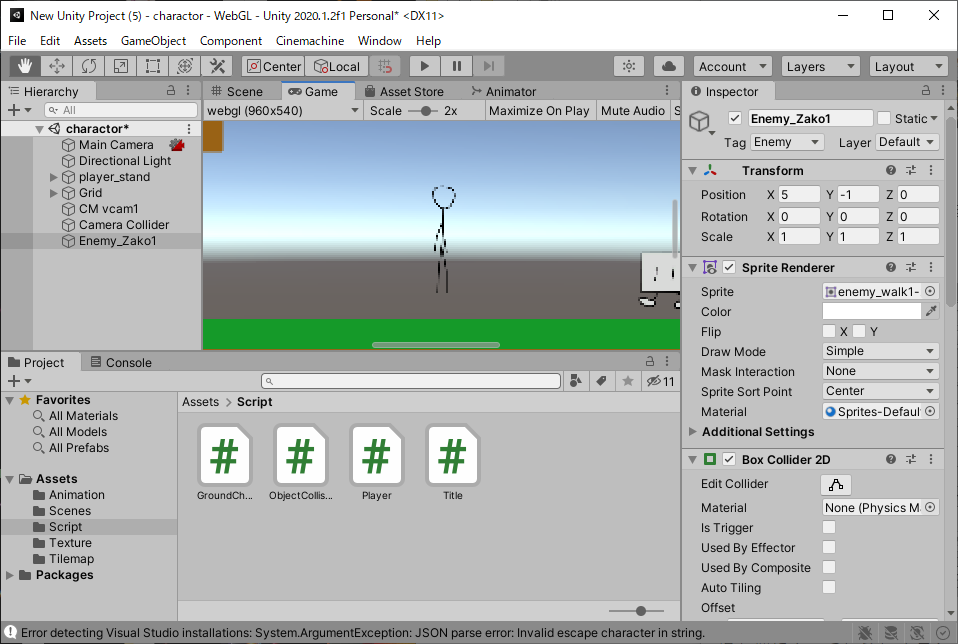 New Unity Project (5) - charactor - WebGL - Unity 2020.1.2f1 Personal* <DX11>
File Edit Assets GameObject Component Cinemachine Window Help
Center Local Account Layers Layout
Hierarchy
All
charactor*
Main Camera
Directional Light
player_stand
Grid
CM vcam1
Camera Collider
Enemy_Zako1
Scene Game Asset Store Animator
webgl (960x540) Scale 2x Maximize On Play Mute Audio S
Inspector
Enemy_Zako1 Static
Tag Enemy Layer Default
Transform
Position X 5 Y -1 Z 0
Rotation X 0 Y 0 Z 0
Scale X 1 Y 1 Z 1
Sprite Renderer
Sprite enemy_walk1-
Color
Flip X Y
Draw Mode Simple
Mask Interaction None
Sprite Sort Point Center
Material Sprites-Defaul
Additional Settings
Box Collider 2D
Edit Collider
Material None (Physics M
Is Trigger
Used By Effector
Used By Composite
Auto Tiling
Offset
Project Console
11
Favorites
All Materials
All Models
All Prefabs
Assets
Animation
Scenes
Script
Texture
Tilemap
Packages
Assets > Script
# # # #
GroundCh... ObjectCollis... Player Title
Error detecting Visual Studio installations: System.ArgumentException: JSON parse error: Invalid escape character in string.